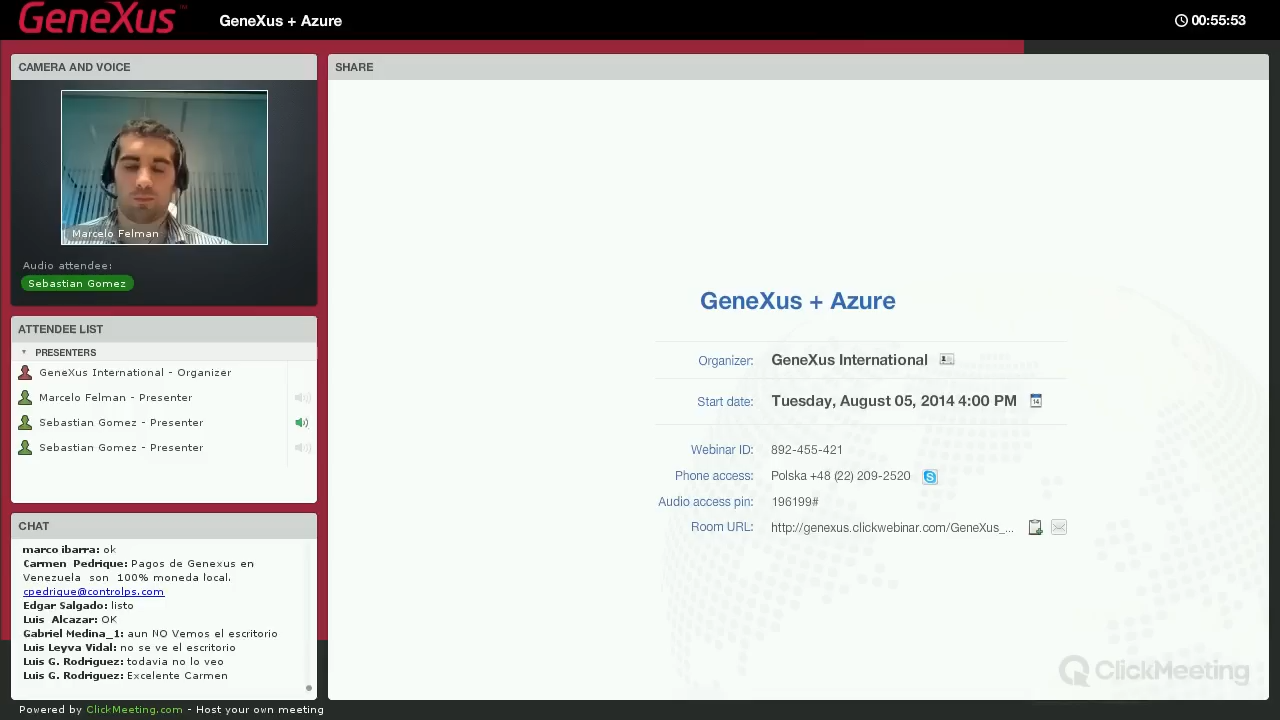 GeneXus™
GeneXus + Azure
00:55:53
CAMERA AND VOICE
Marcelo Felman
Audio attendee:
Sebastian Gomez
ATTENDEE LIST
PRESENTERS
GeneXus International - Organizer
Marcelo Felman - Presenter
Sebastian Gomez - Presenter
Sebastian Gomez - Presenter
CHAT
marco ibarra: ok
Carmen Pedrique: Pagos de Genexus en
Venezuela son 100% moneda local.
cpedrique@controlps.com
Edgar Salgado: listo
Luis Alcazar: OK
Gabriel Medina_1: aun NO Vemos el escritorio
Luis Leyva Vidal: no se ve el escritorio
Luis G. Rodriguez: todavia no lo veo
Luis G. Rodriguez: Excelente Carmen
SHARE
GeneXus + Azure
Organizer: GeneXus International
Start date: Tuesday, August 05, 2014 4:00 PM
14
Webinar ID: 892-455-421
Phone access: Polska +48 (22) 209-2520
Audio access pin: 196199#
Room URL: http://genexus.clickwebinar.com/GeneXus_...
ClickMeeting
Powered by ClickMeeting.com - Host your own meeting